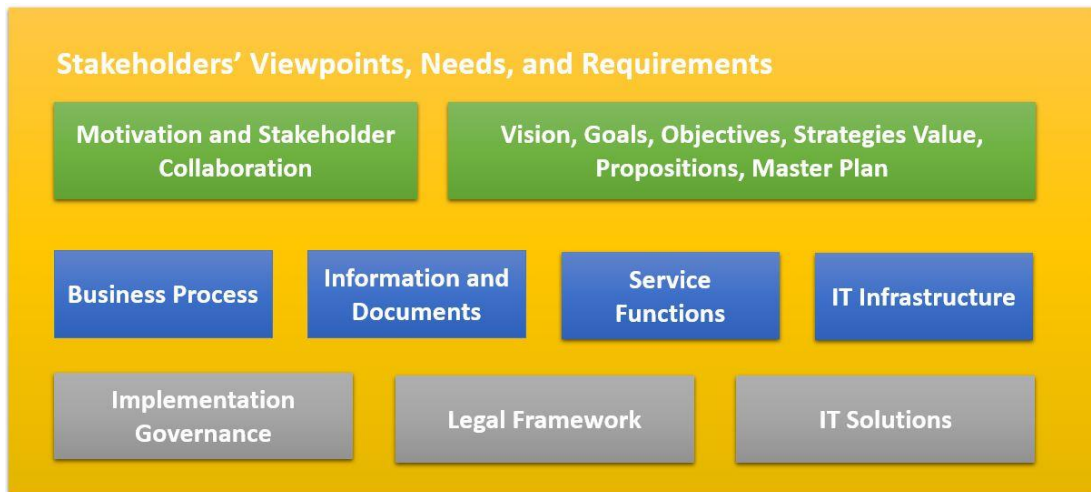 Stakeholders’ Viewpoints, Needs, and Requirements
Motivation and Stakeholder
Collaboration
Vision, Goals, Objectives, Strategies Value,
Propositions, Master Plan
Business Process
Information and
Documents
Service
Functions
IT Infrastructure
Implementation
Governance
Legal Framework
IT Solutions